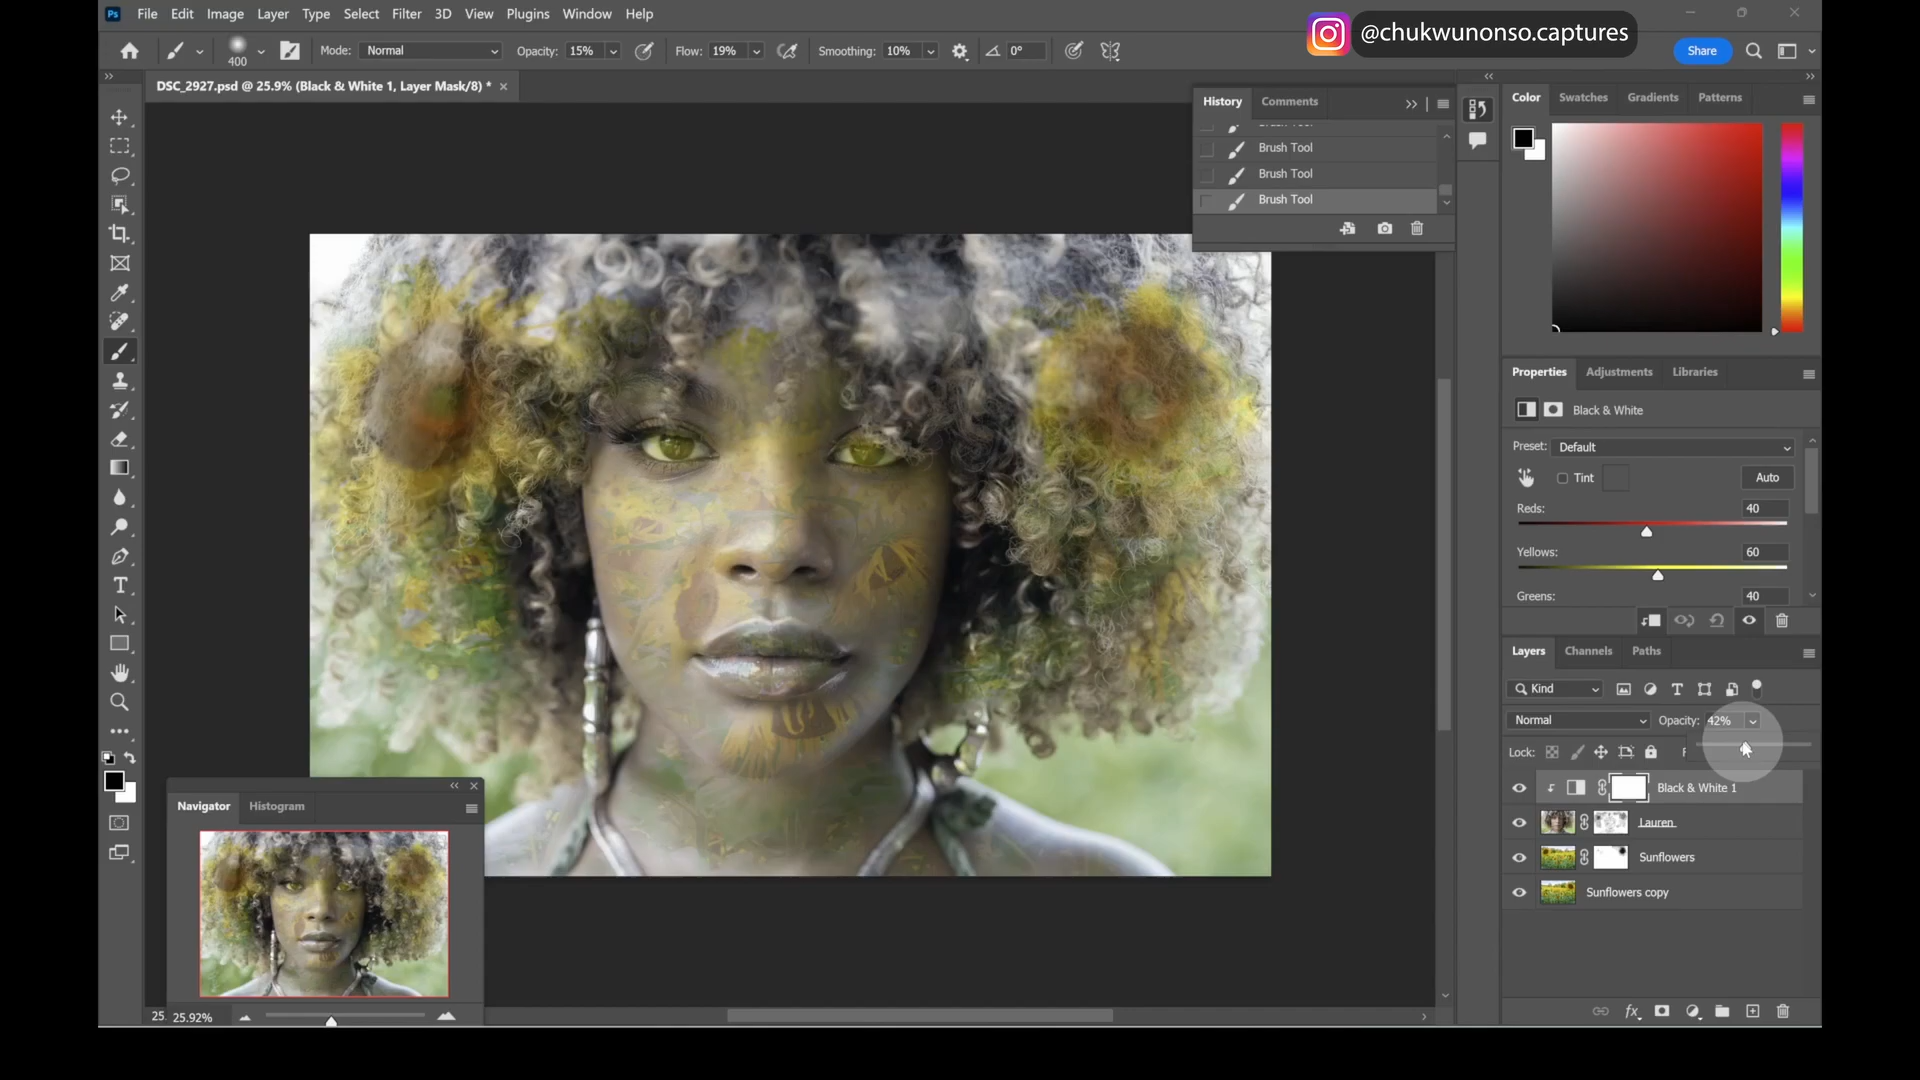 Ps File Edit Image Layer Type Select Filter 3D View Plugins Window Help
@chukwunonso.captures
400 Mode: Normal Opacity: 15% Flow: 19% Smoothing: 10% 0° Share
DSC_2927.psd @ 25.9% (Black & White 1, Layer Mask/8) * ×
History Comments
Brush Tool
Brush Tool
Brush Tool
Brush Tool
Color Swatches Gradients Patterns
Properties Adjustments Libraries
Black & White
Preset: Default
Tint Auto
Reds: 40
Yellows: 60
Greens: 40
Layers Channels Paths
Kind
Normal Opacity: 42%
Lock: F
Black & White 1
Lauren
Sunflowers
Sunflowers copy
Navigator Histogram
25. 25.92%